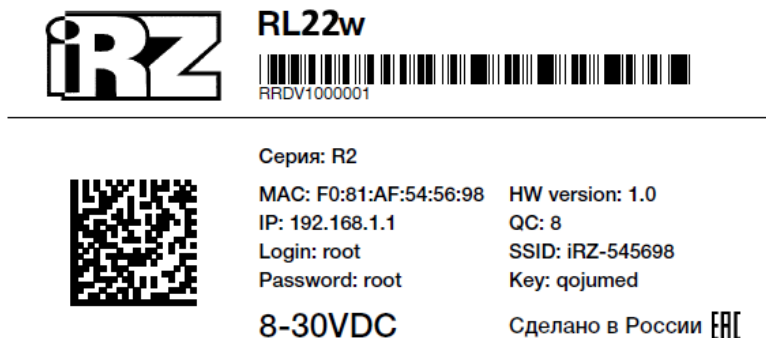 iRZ
RL22w
RRDV1000001
Серия: R2
MAC: F0:81:AF:54:56:98 HW version: 1.0
IP: 192.168.1.1 QC: 8
Login: root SSID: iRZ-545698
Password: root Key: qojumed
8-30VDC Сделано в России EAC